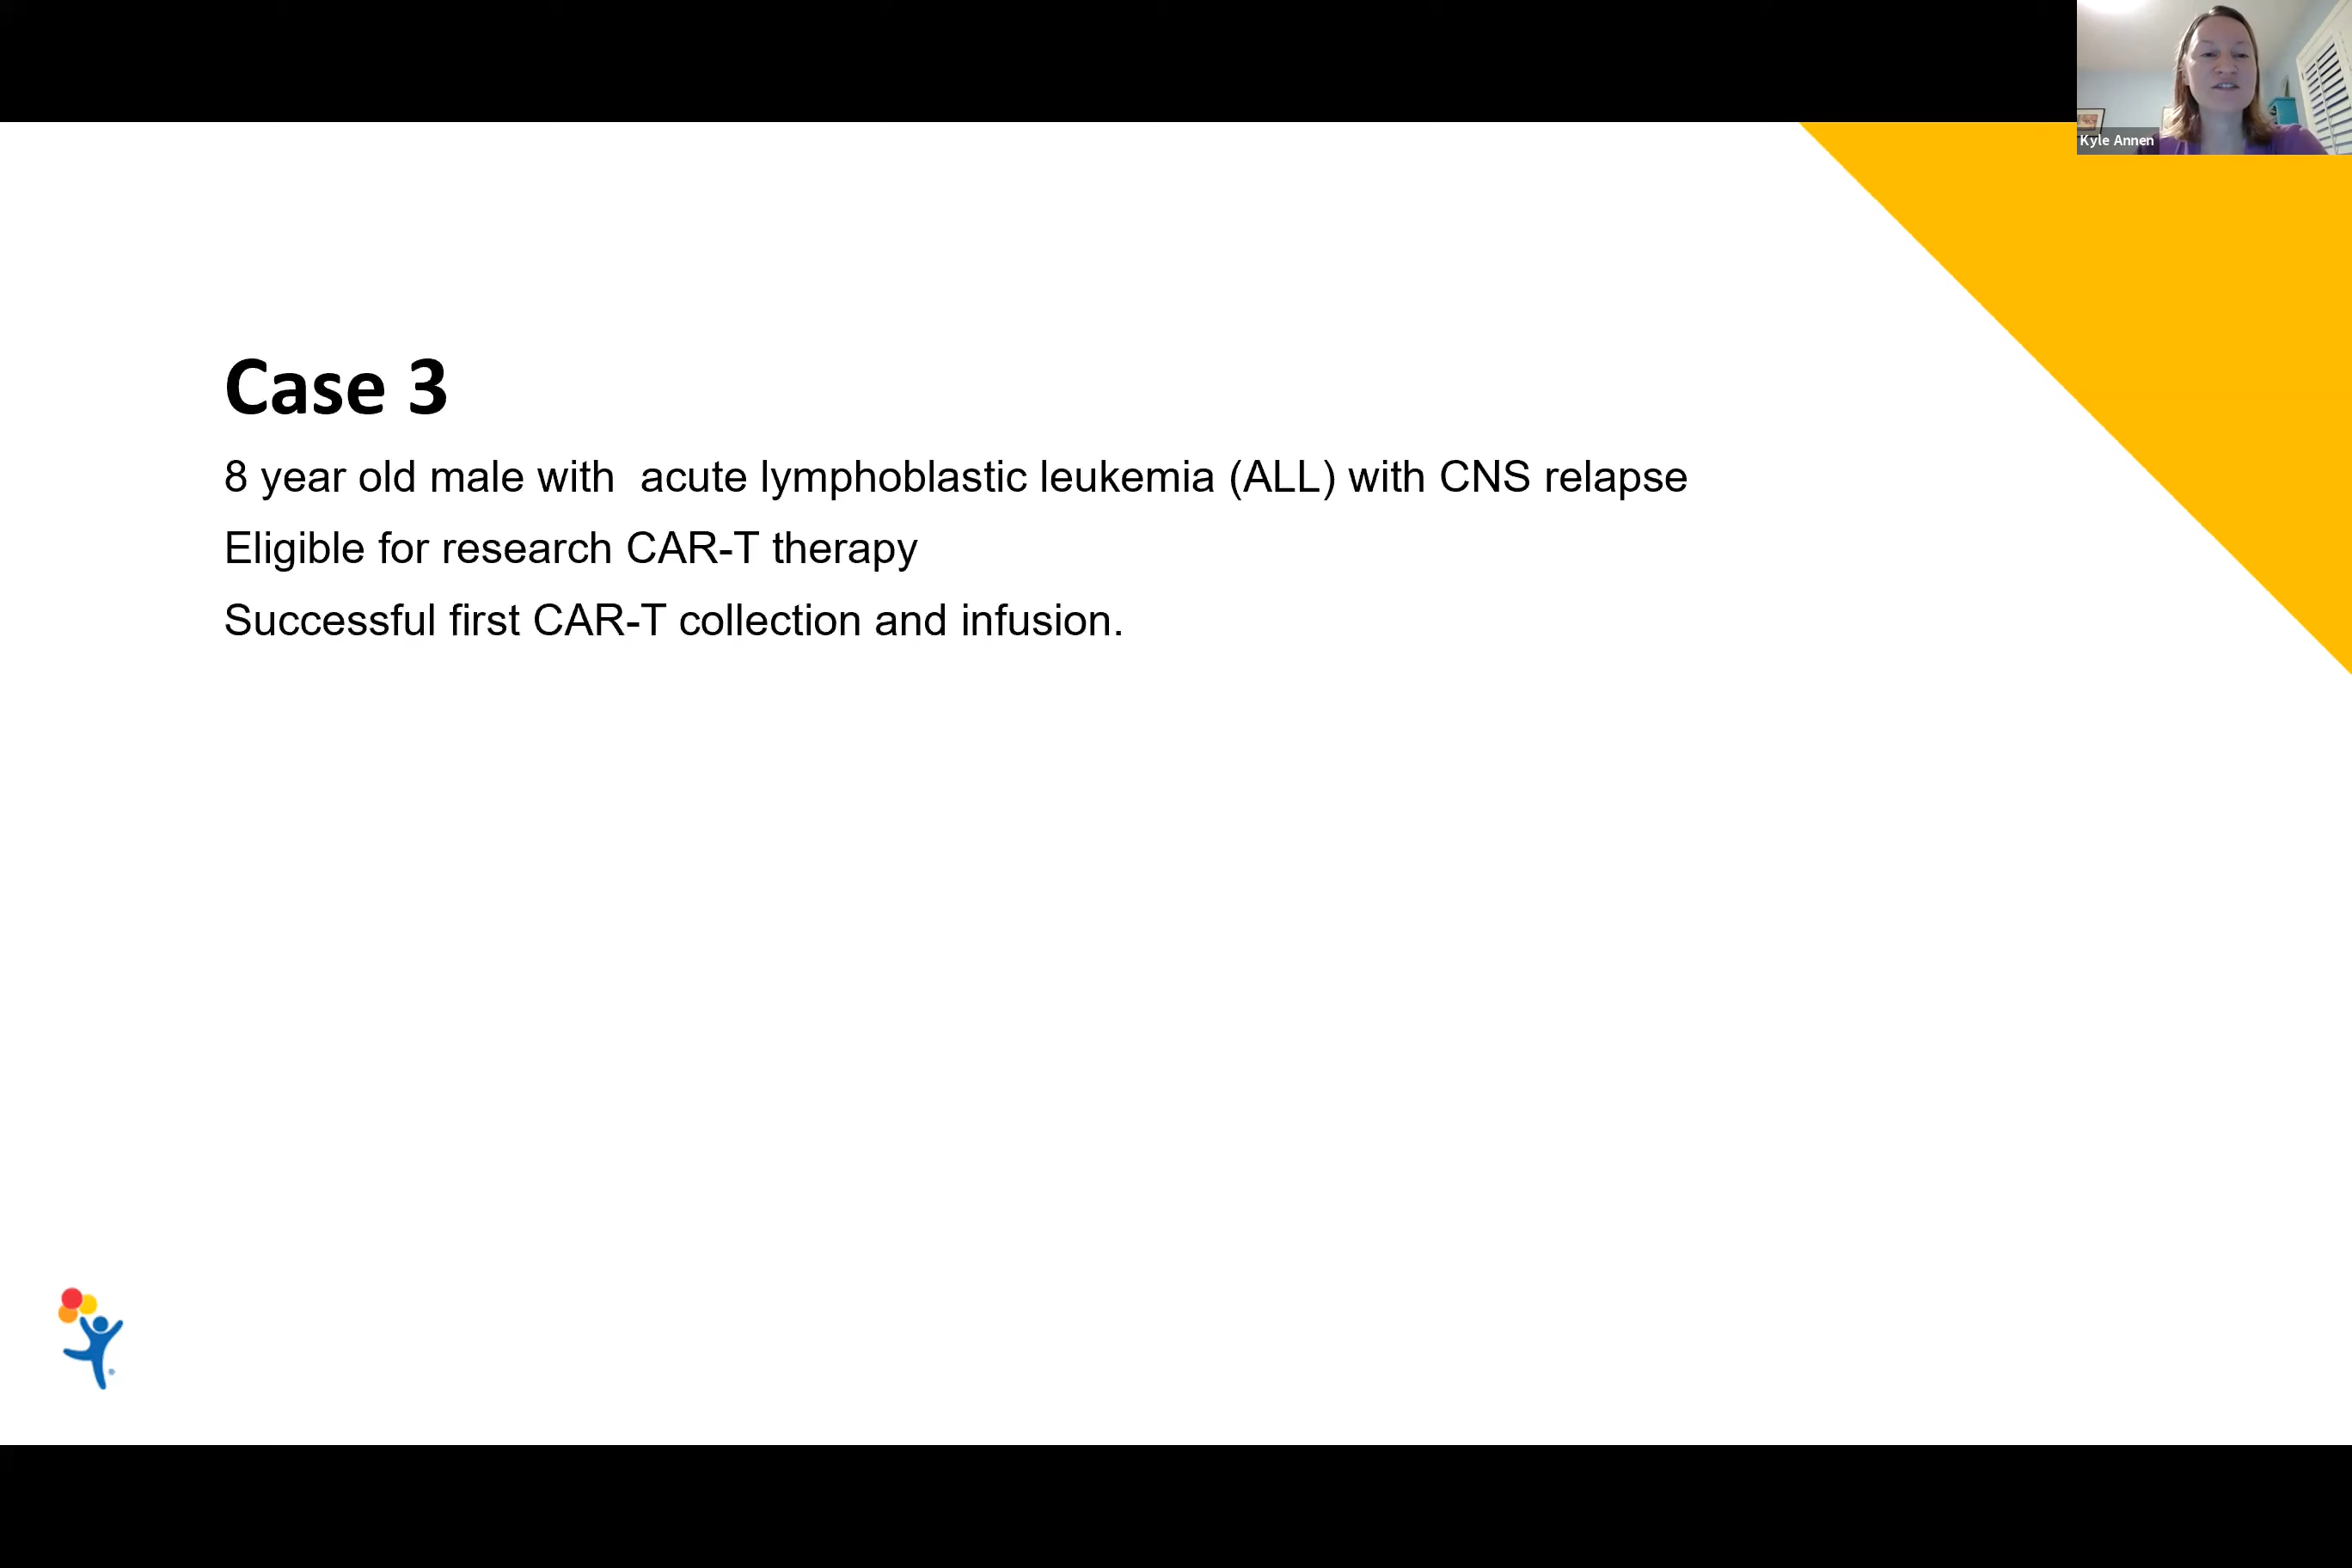 Kyle Annen
Case 3
8 year old male with  acute lymphoblastic leukemia (ALL) with CNS relapse
Eligible for research CAR-T therapy
Successful first CAR-T collection and infusion.